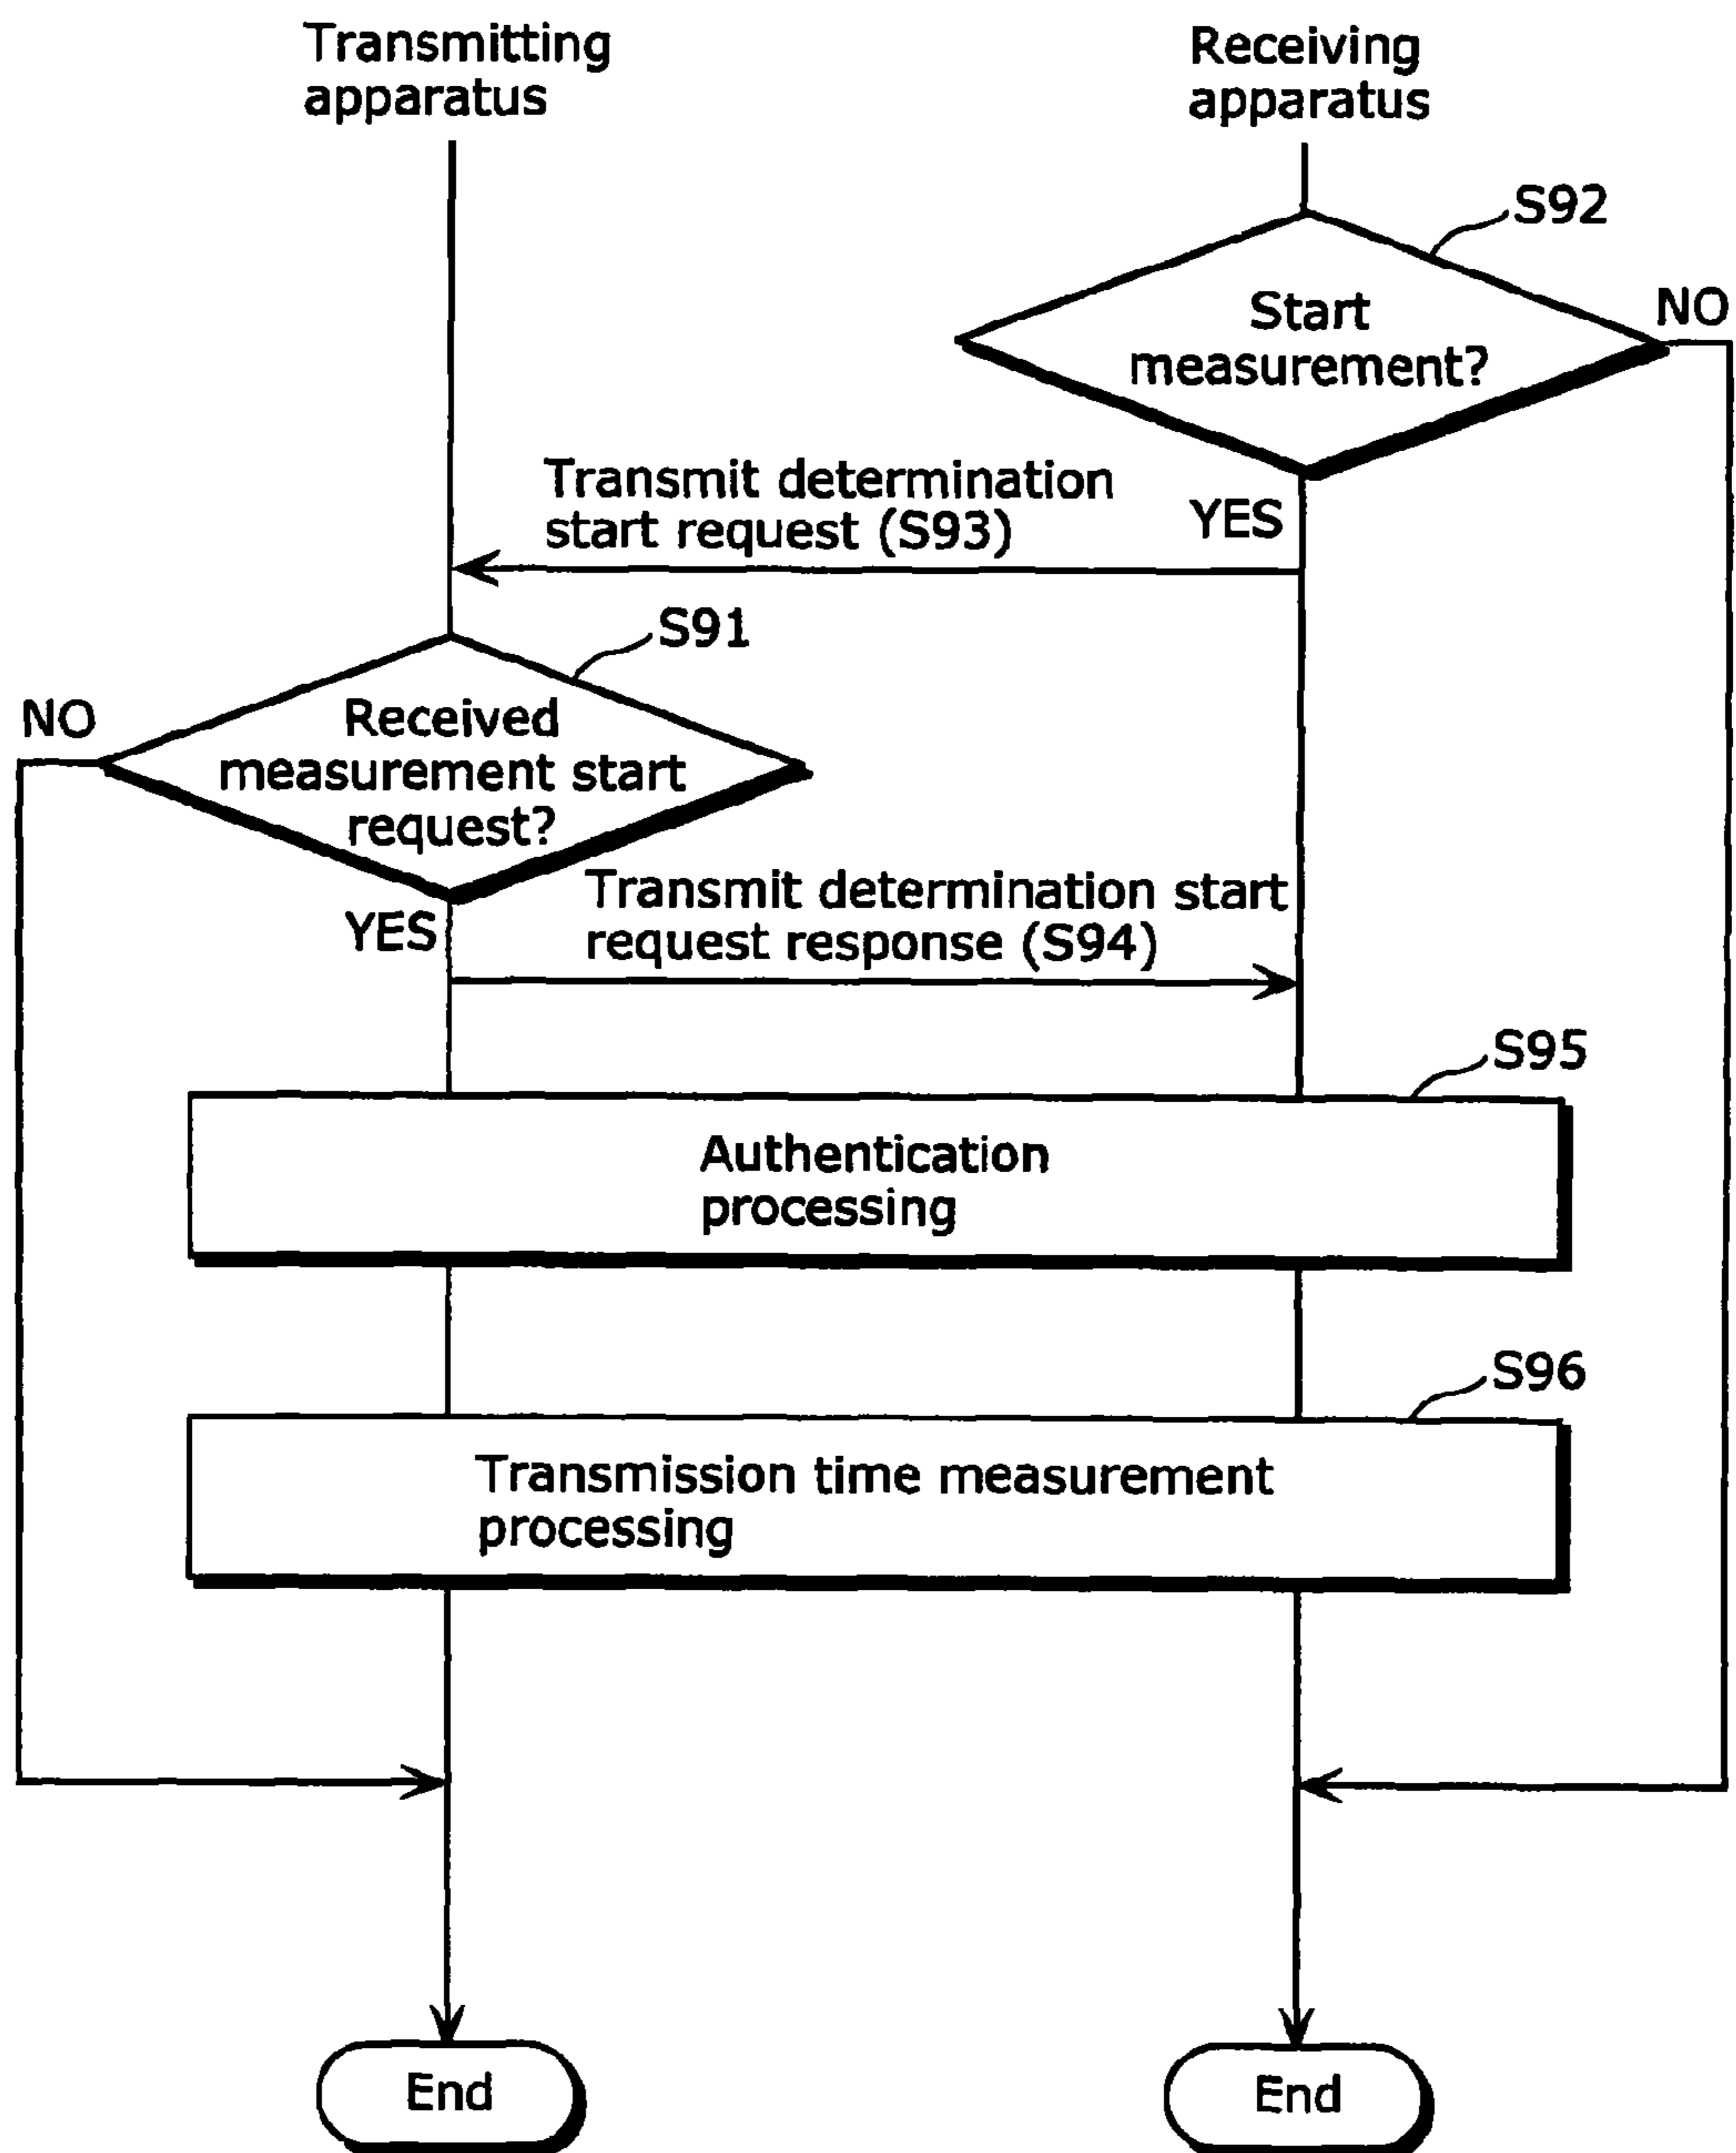 Transmitting
apparatus
Receiving
apparatus
S92
Start
measurement?
NO
Transmit determination
start request (S93)
YES
S91
NO
Received
measurement start
request?
YES
Transmit determination start
request response (S94)
S95
Authentication
processing
S96
Transmission time measurement
processing
End
End